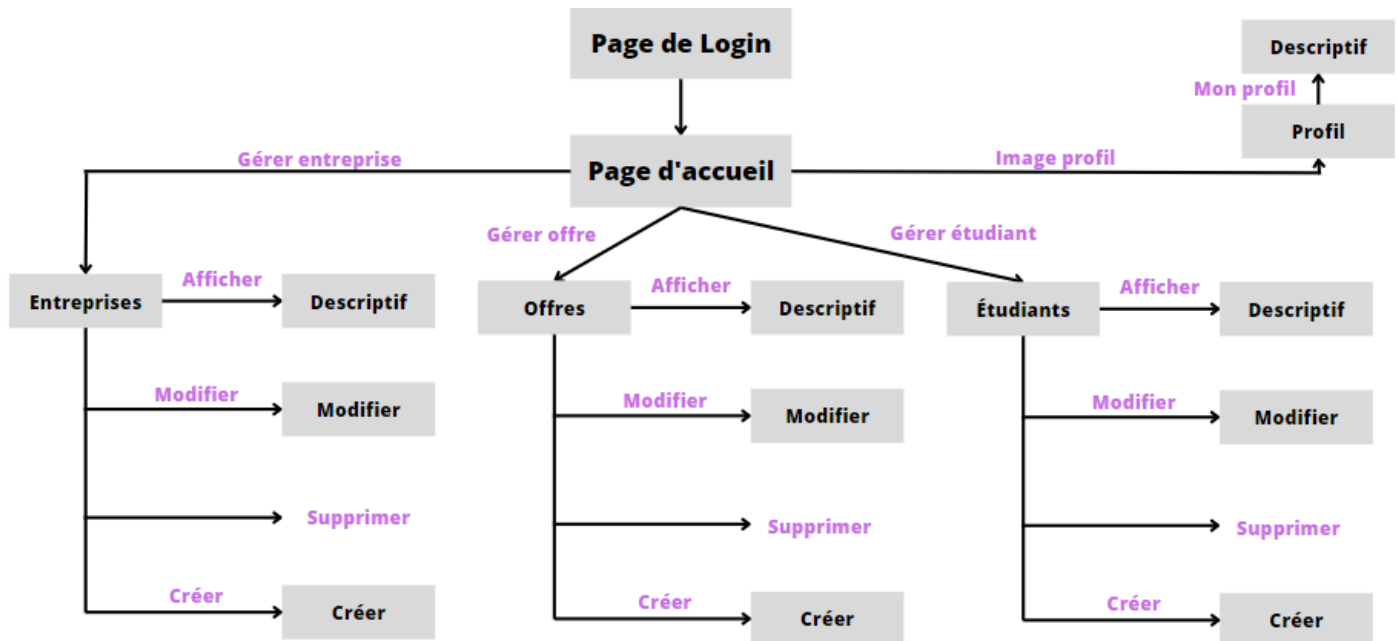 Page de Login
Descriptif
Mon profil
Profil
Gérer entreprise
Page d'accueil
Image profil
Gérer offre
Gérer étudiant
Entreprises
Afficher
Descriptif
Offres
Afficher
Descriptif
Étudiants
Afficher
Descriptif
Modifier
Modifier
Modifier
Modifier
Modifier
Modifier
Supprimer
Supprimer
Supprimer
Créer
Créer
Créer
Créer
Créer
Créer